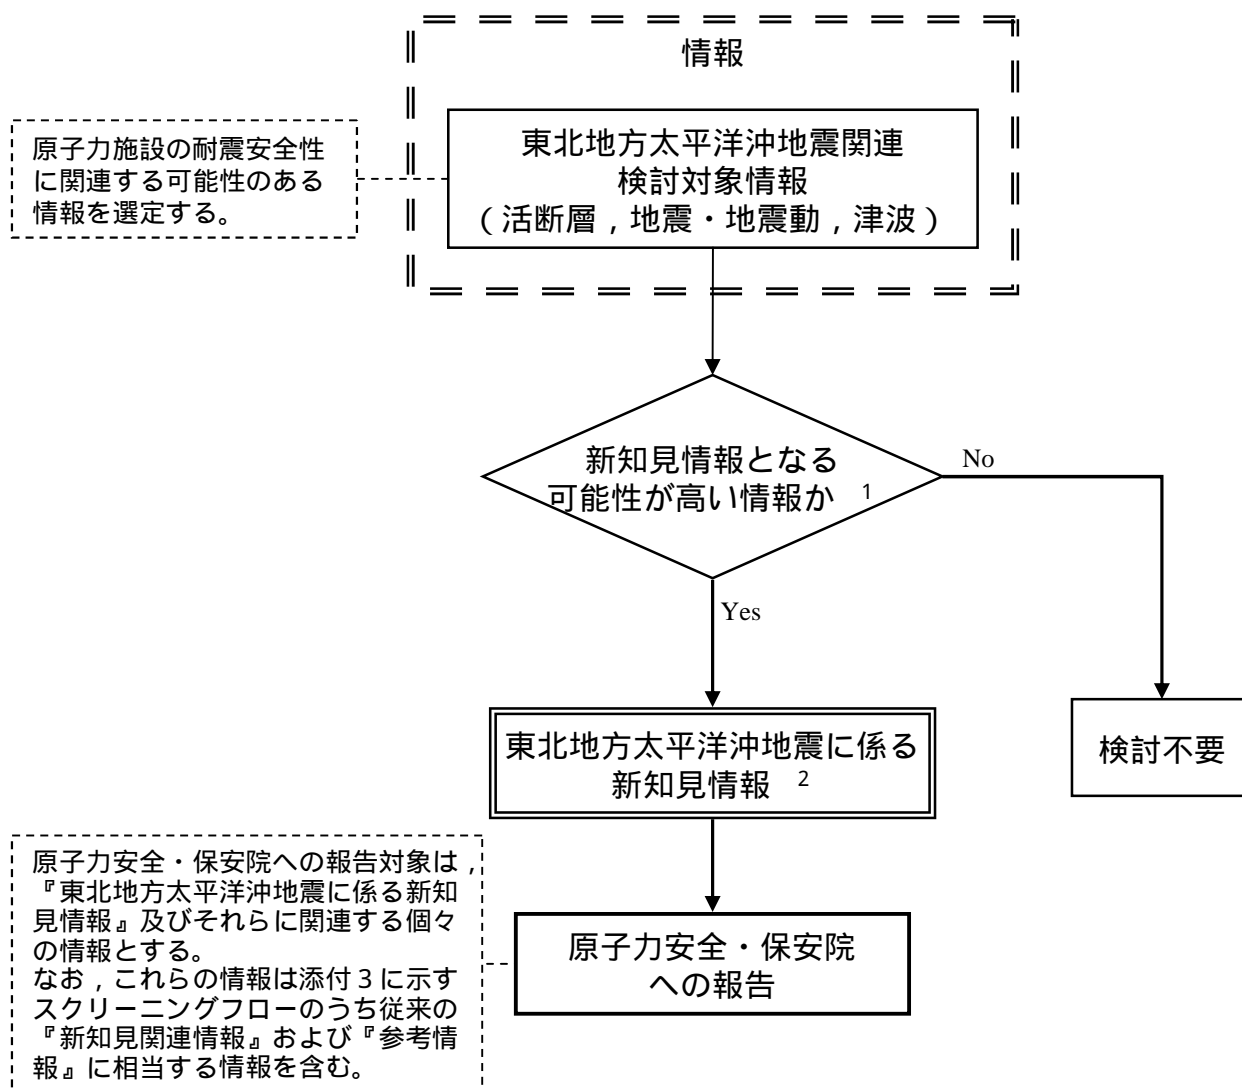 情報
原子力施設の耐震安全性
に関連する可能性のある
情報を選定する。
東北地方太平洋沖地震関連
検討対象情報
（活断層，地震・地震動，津波）
新知見情報となる
可能性が高い情報か 1
No
Yes
東北地方太平洋沖地震に係る
新知見情報 2
検討不要
原子力安全・保安院への報告対象は，
『東北地方太平洋沖地震に係る新知
見情報』及びそれらに関連する個々
の情報とする。
なお，これらの情報は添付３に示す
スクリーニングフローのうち従来の
『新知見関連情報』および『参考情
報』に相当する情報を含む。
原子力安全・保安院
への報告